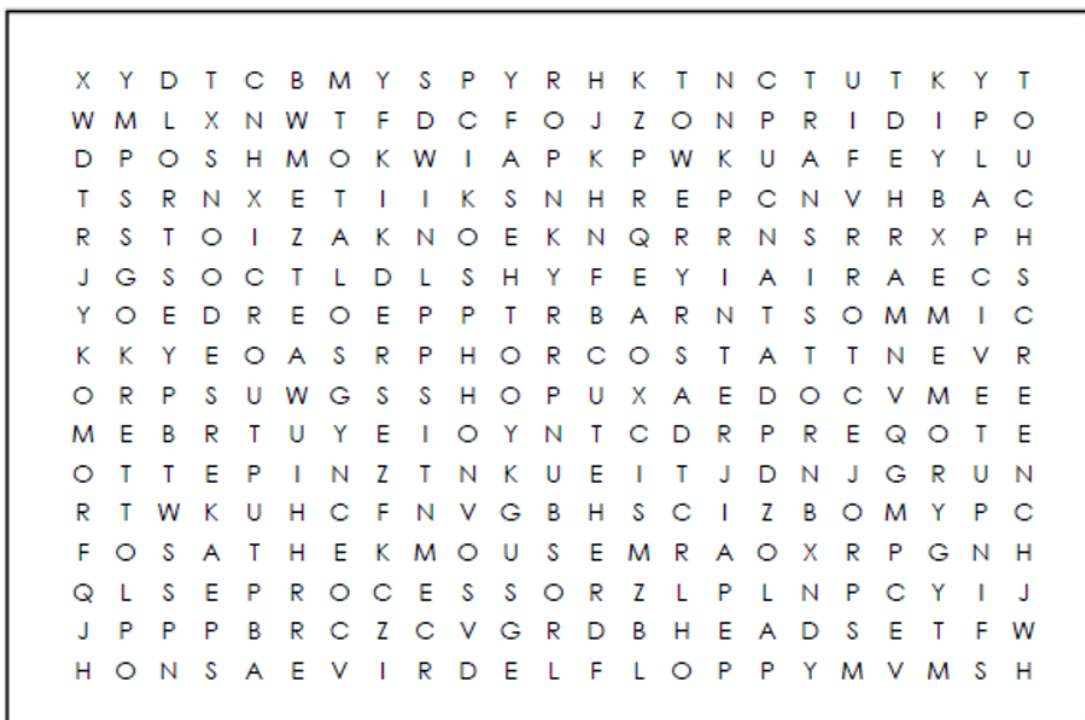 X Y D T C B M Y S P Y R H K T N C T U T K Y T
W M L X N W T F D C F O J Z O N P R I D I P O
D P O S H M O K W I A P K P W K U A F E Y L U
T S R N X E T I I K S N H R E P C N V H B A C
R S T O I Z A K N O E K N Q R R N S R R X P H
J G S O C T L D L S H Y F E Y I A I R A E C S
Y O E D R E O E P P T R B A R N T S O M M I C
K K Y E O A S R P H O R C O S T A T T N E V R
O R P S U W G S S H O P U X A E D O C V M E E
M E B R T U Y E I O Y N T C D R P R E Q O T E
O T T E P I N Z T N K U E I T J D N J G R U N
R T W K U H C F N V G B H S C I Z B O M Y P C
F O S A T H E K M O U S E M R A O X R P G N H
Q L S E P R O C E S S O R Z L P L N P C Y I J
J P P P B R C Z C V G R D B H E A D S E T F W
H O N S A E V I R D E L F L O P P Y M V M S H